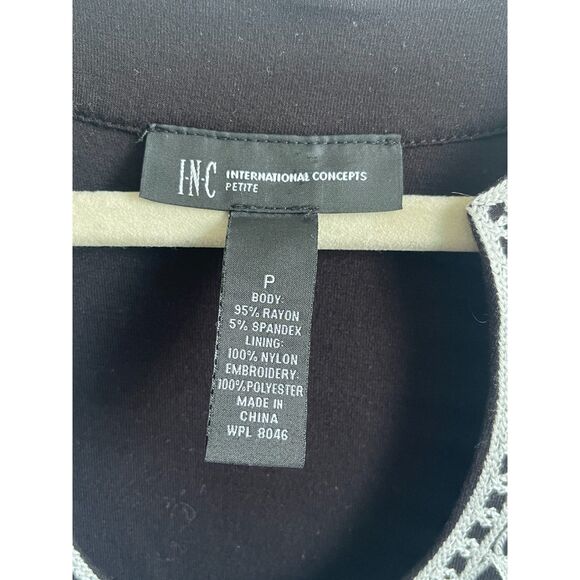 I·N·C INTERNATIONAL CONCEPTS
PETITE
P
BODY:
95% RAYON
5% SPANDEX
LINING:
100% NYLON
EMBROIDERY:
100%POLYESTER
MADE IN
CHINA
WPL 8046